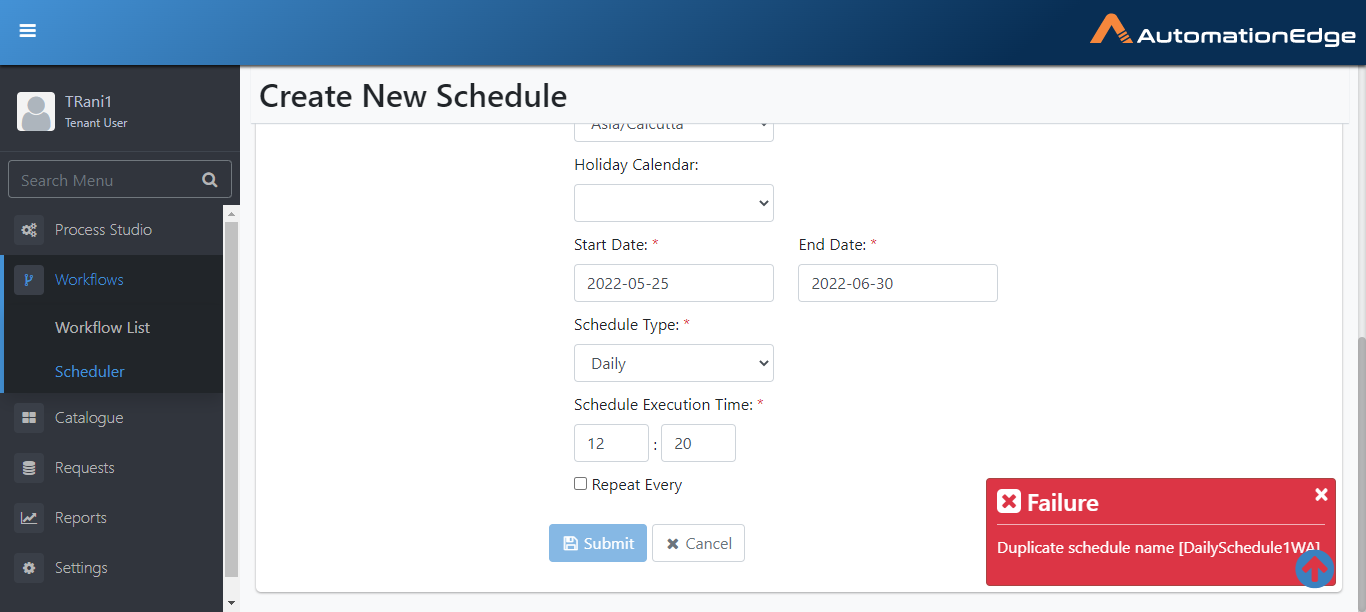 AutomationEdge
TRani1
Tenant User
Search Menu
Process Studio
Workflows
Workflow List
Scheduler
Catalogue
Requests
Reports
Settings
Create New Schedule
Asia/Calcutta
Holiday Calendar:
Start Date: * End Date: *
2022-05-25 2022-06-30
Schedule Type: *
Daily
Schedule Execution Time: *
12 : 20
Repeat Every
Submit Cancel
Failure
Duplicate schedule name [DailySchedule1WA]